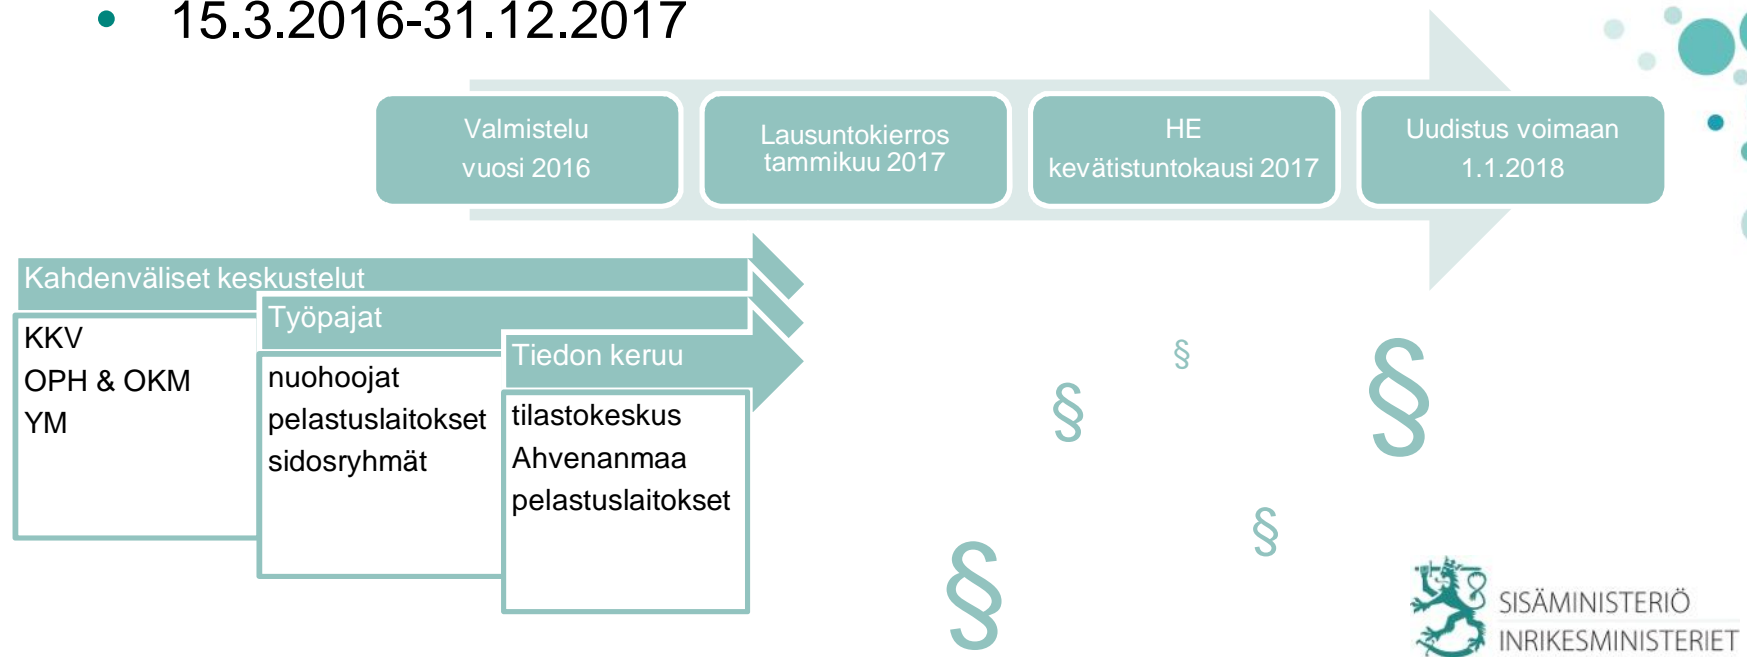 • 15.3.2016-31.12.2017
Valmistelu
vuosi 2016
Lausuntokierros
tammikuu 2017
HE
kevätistuntokausi 2017
Uudistus voimaan
1.1.2018
Kahdenväliset keskustelut
KKV
OPH & OKM
YM
Työpajat
nuohoojat
pelastuslaitokset
sidosryhmät
Tiedon keruu
tilastokeskus
Ahvenanmaa
pelastuslaitokset
§
§
§
§
§
SISÄMINISTERIÖ
INRIKESMINISTERIET